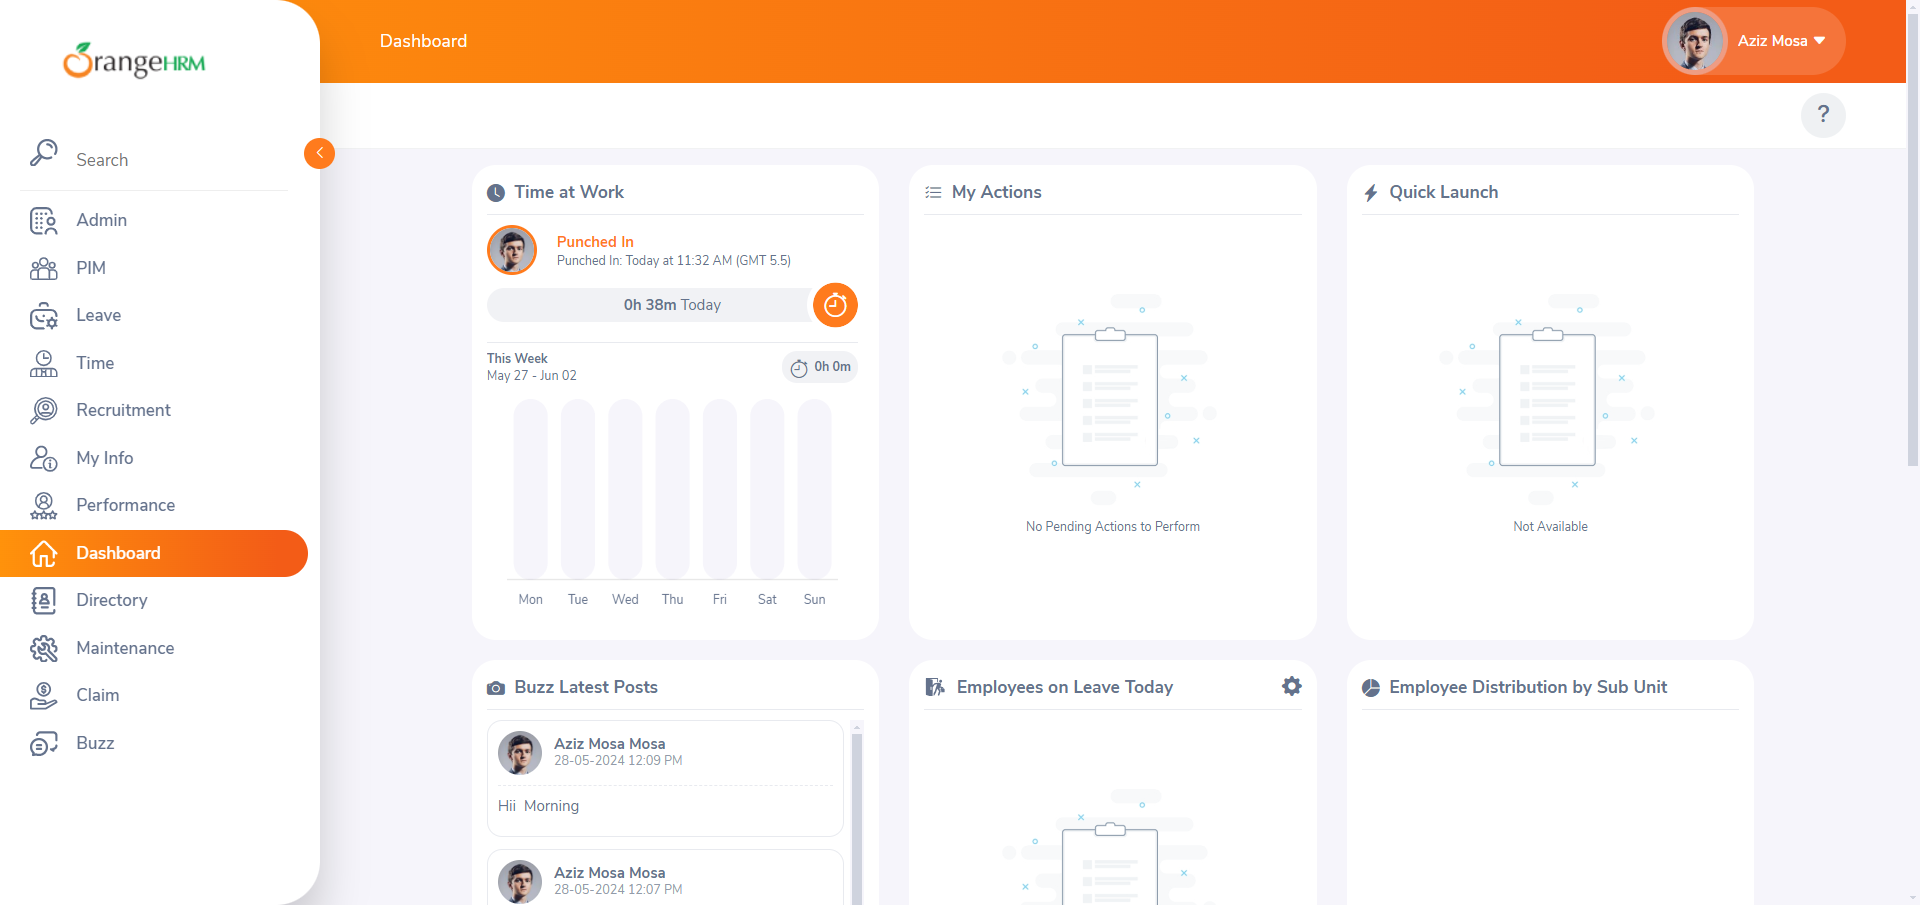 OrangeHRM
Dashboard
Aziz Mosa
?
Search
Admin
PIM
Leave
Time
Recruitment
My Info
Performance
Dashboard
Directory
Maintenance
Claim
Buzz
Time at Work
Punched In
Punched In: Today at 11:32 AM (GMT 5.5)
0h 38m Today
This Week
May 27 - Jun 02
0h 0m
Mon Tue Wed Thu Fri Sat Sun
My Actions
No Pending Actions to Perform
Quick Launch
Not Available
Buzz Latest Posts
Aziz Mosa Mosa
28-05-2024 12:09 PM
Hii  Morning
Aziz Mosa Mosa
28-05-2024 12:07 PM
Employees on Leave Today
Employee Distribution by Sub Unit